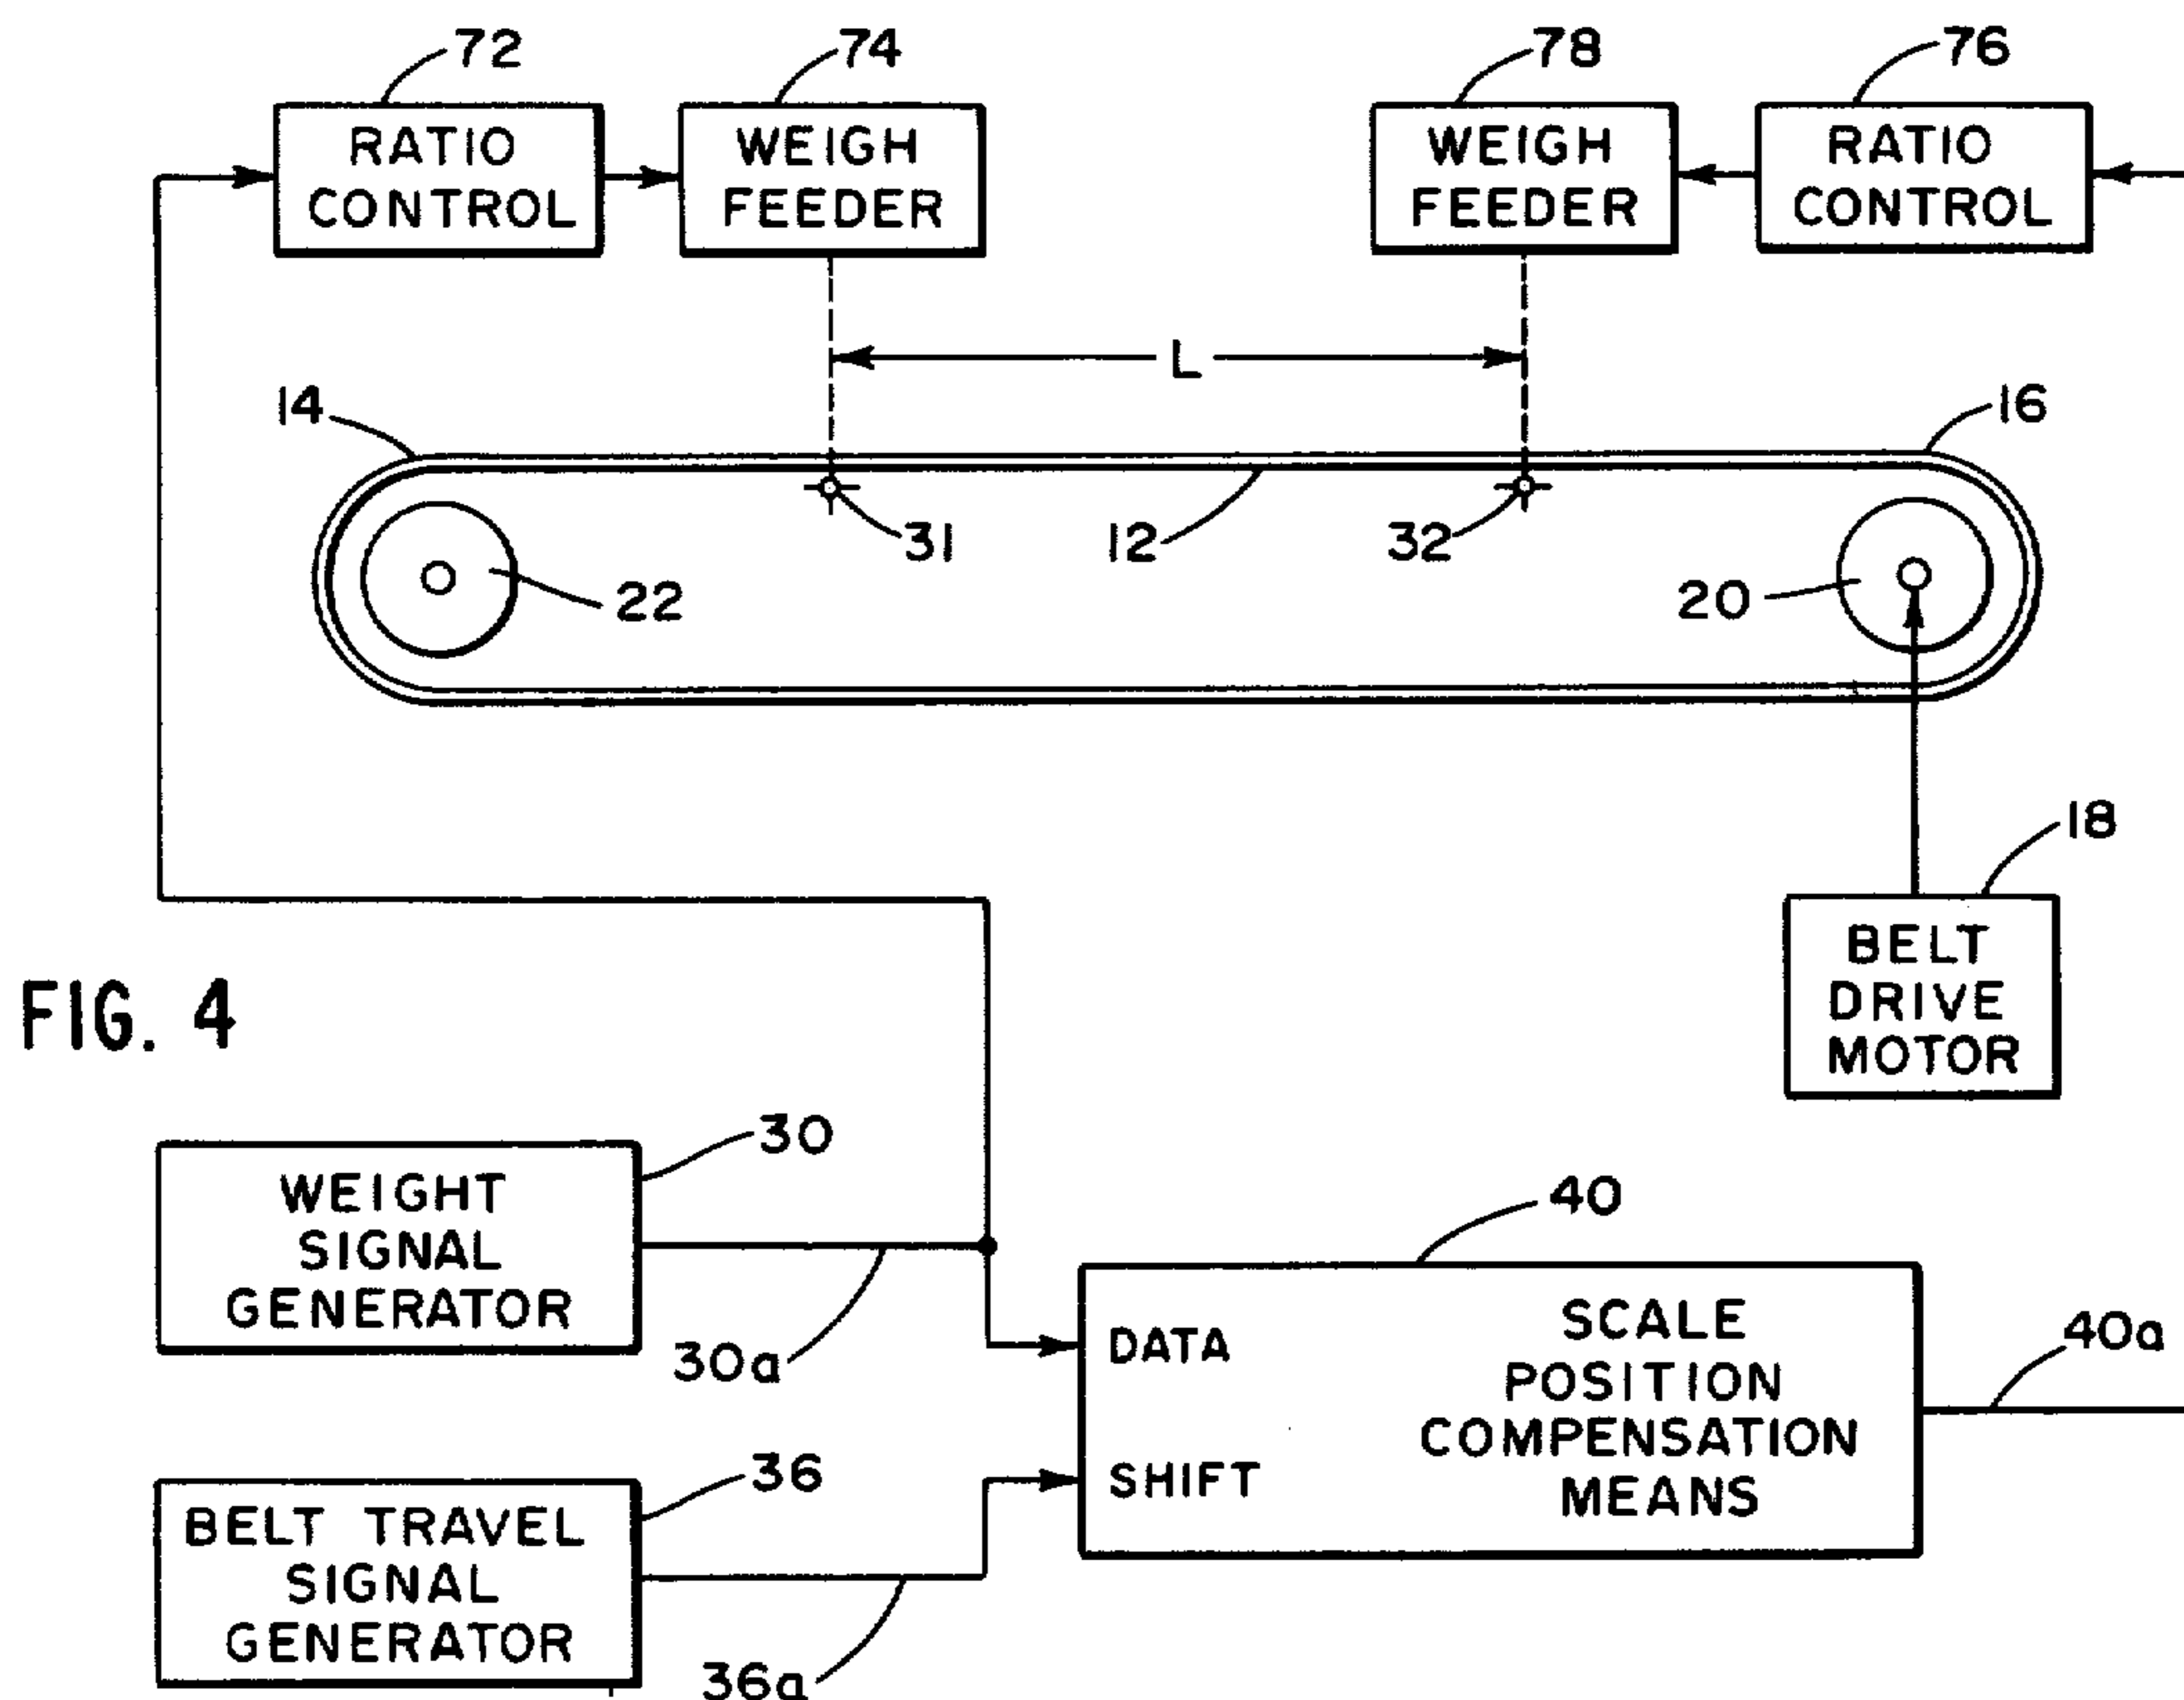 72
74
78
76
RATIO
CONTROL
WEIGH
FEEDER
WEIGH
FEEDER
RATIO
CONTROL
L
14
16
31
12
32
22
20
18
BELT
DRIVE
MOTOR
FIG. 4
30
WEIGHT
SIGNAL
GENERATOR
30a
40
DATA
SHIFT
SCALE
POSITION
COMPENSATION
MEANS
40a
36
BELT TRAVEL
SIGNAL
GENERATOR
36a